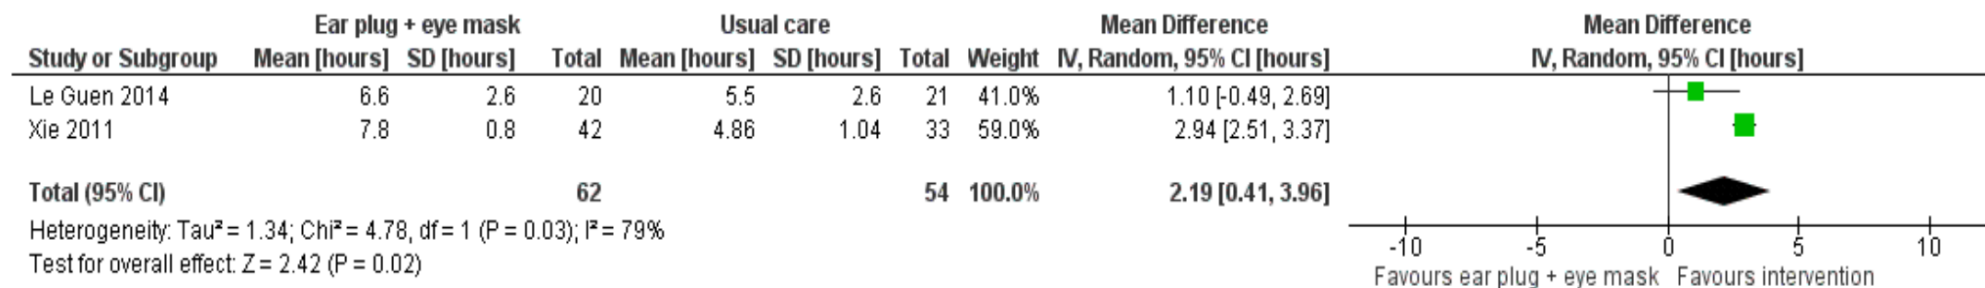 Ear plug + eye mask Usual care Mean Difference Mean Difference
Study or Subgroup Mean [hours] SD [hours] Total Mean [hours] SD [hours] Total Weight IV, Random, 95% CI [hours] IV, Random, 95% CI [hours]
Le Guen 2014 6.6 2.6 20 5.5 2.6 21 41.0% 1.10 [-0.49, 2.69]
Xie 2011 7.8 0.8 42 4.86 1.04 33 59.0% 2.94 [2.51, 3.37]
Total (95% CI) 62 54 100.0% 2.19 [0.41, 3.96]
Heterogeneity: Tau² = 1.34; Chi² = 4.78, df = 1 (P = 0.03); I² = 79%
Test for overall effect: Z = 2.42 (P = 0.02)
-10 -5 0 5 10
Favours ear plug + eye mask Favours intervention